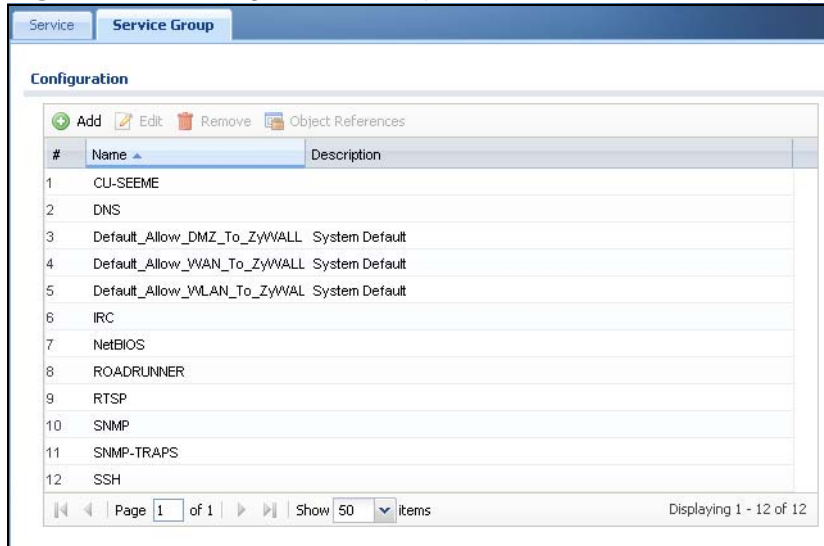 Service Service Group
Configuration
Add Edit Remove Object References
# Name Description
1 CU-SEEME
2 DNS
3 Default_Allow_DMZ_To_ZyWALL System Default
4 Default_Allow_WAN_To_ZyWALL System Default
5 Default_Allow_WLAN_To_ZyWAL System Default
6 IRC
7 NetBIOS
8 ROADRUNNER
9 RTSP
10 SNMP
11 SNMP-TRAPS
12 SSH
Page 1 of 1 Show 50 items Displaying 1 - 12 of 12